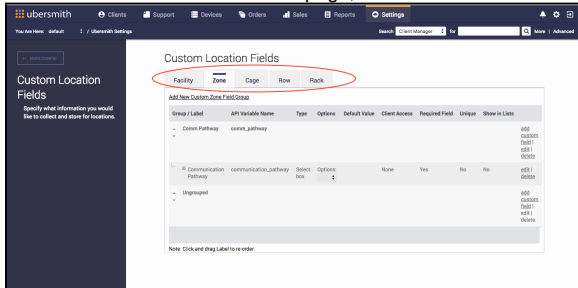 ubersmith Clients Support Devices Orders Sales Reports Settings
You Are Here: default / Ubersmith Settings Search Client Manager for More | Advanced
Custom Location Fields
Custom Location
Fields
Specify what information you would
like to collect and store for locations.
Facility Zone Cage Row Rack
Add New Custom Zone Field Group
Group / Label API Variable Name Type Options Default Value Client Access Required Field Unique Show in Lists
Comm Pathway comm_pathway add
custom
field |
edit |
delete
Communication communication_pathway Select Options: None Yes No No edit |
Pathway box delete
Ungrouped add
custom
field |
edit |
delete
Note: Click and drag Label to re-order